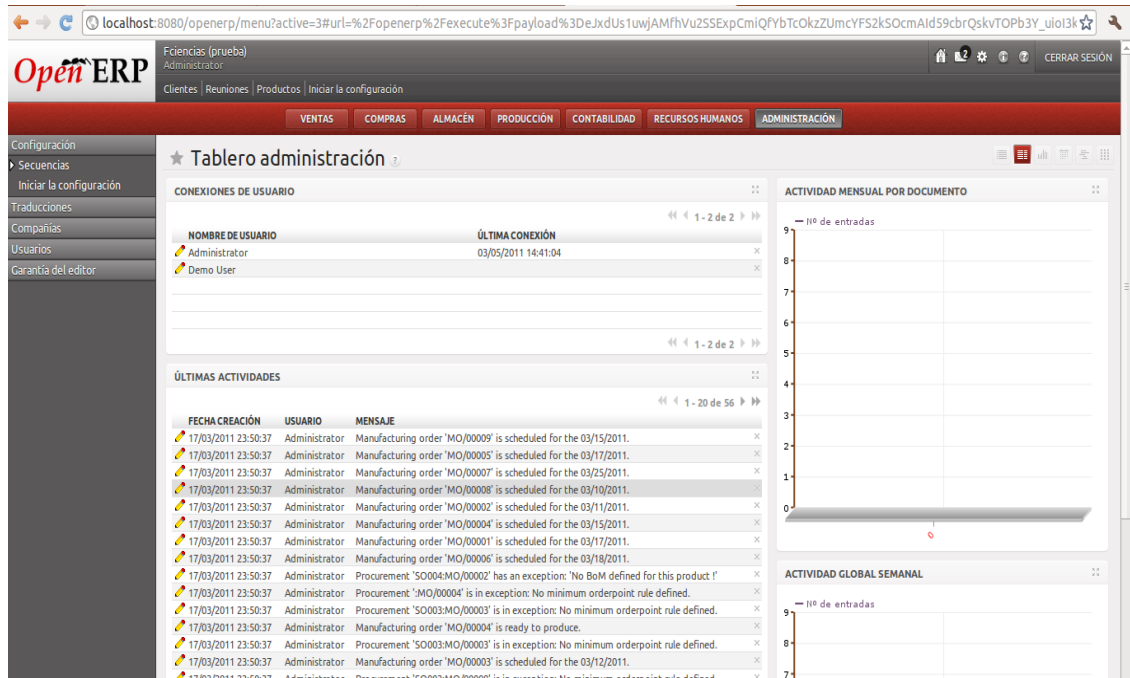 localhost:8080/openerp/menu?active=3#url=%2Fopenerp%2Fexecute%3Fpayload%3DeJxdUs1uwjAMfhVu2SSExpCmiQfYbTcOkzZUmcYFS2kSOcmAId59cbrQskvTOPb3Y_uioI3k
Open ERP
Fciencias (prueba)
Administrator
2
CERRAR SESIÓN
Clientes | Reuniones | Productos | Iniciar la configuración
VENTAS COMPRAS ALMACÉN PRODUCCIÓN CONTABILIDAD RECURSOS HUMANOS ADMINISTRACIÓN
Configuración
Secuencias
Iniciar la configuración
Traducciones
Compañías
Usuarios
Garantía del editor
Tablero administración ?
CONEXIONES DE USUARIO
1 - 2 de 2
NOMBRE DE USUARIO ÚLTIMA CONEXIÓN
Administrator 03/05/2011 14:41:04
Demo User
1 - 2 de 2
ÚLTIMAS ACTIVIDADES
1 - 20 de 56
FECHA CREACIÓN USUARIO MENSAJE
17/03/2011 23:50:37 Administrator Manufacturing order 'MO/00009' is scheduled for the 03/15/2011.
17/03/2011 23:50:37 Administrator Manufacturing order 'MO/00005' is scheduled for the 03/17/2011.
17/03/2011 23:50:37 Administrator Manufacturing order 'MO/00007' is scheduled for the 03/25/2011.
17/03/2011 23:50:37 Administrator Manufacturing order 'MO/00008' is scheduled for the 03/10/2011.
17/03/2011 23:50:37 Administrator Manufacturing order 'MO/00002' is scheduled for the 03/11/2011.
17/03/2011 23:50:37 Administrator Manufacturing order 'MO/00004' is scheduled for the 03/15/2011.
17/03/2011 23:50:37 Administrator Manufacturing order 'MO/00001' is scheduled for the 03/17/2011.
17/03/2011 23:50:37 Administrator Manufacturing order 'MO/00006' is scheduled for the 03/18/2011.
17/03/2011 23:50:37 Administrator Procurement 'SO004:MO/00002' has an exception: 'No BoM defined for this product !'
17/03/2011 23:50:37 Administrator Procurement ':MO/00004' is in exception: No minimum orderpoint rule defined.
17/03/2011 23:50:37 Administrator Procurement 'SO003:MO/00003' is in exception: No minimum orderpoint rule defined.
17/03/2011 23:50:37 Administrator Manufacturing order 'MO/00004' is ready to produce.
17/03/2011 23:50:37 Administrator Procurement 'SO003:MO/00003' is in exception: No minimum orderpoint rule defined.
17/03/2011 23:50:37 Administrator Manufacturing order 'MO/00003' is scheduled for the 03/12/2011.
ACTIVIDAD MENSUAL POR DOCUMENTO
Nº de entradas
9
8
7
6
5
4
3
2
1
0
0
ACTIVIDAD GLOBAL SEMANAL
Nº de entradas
9
8
7